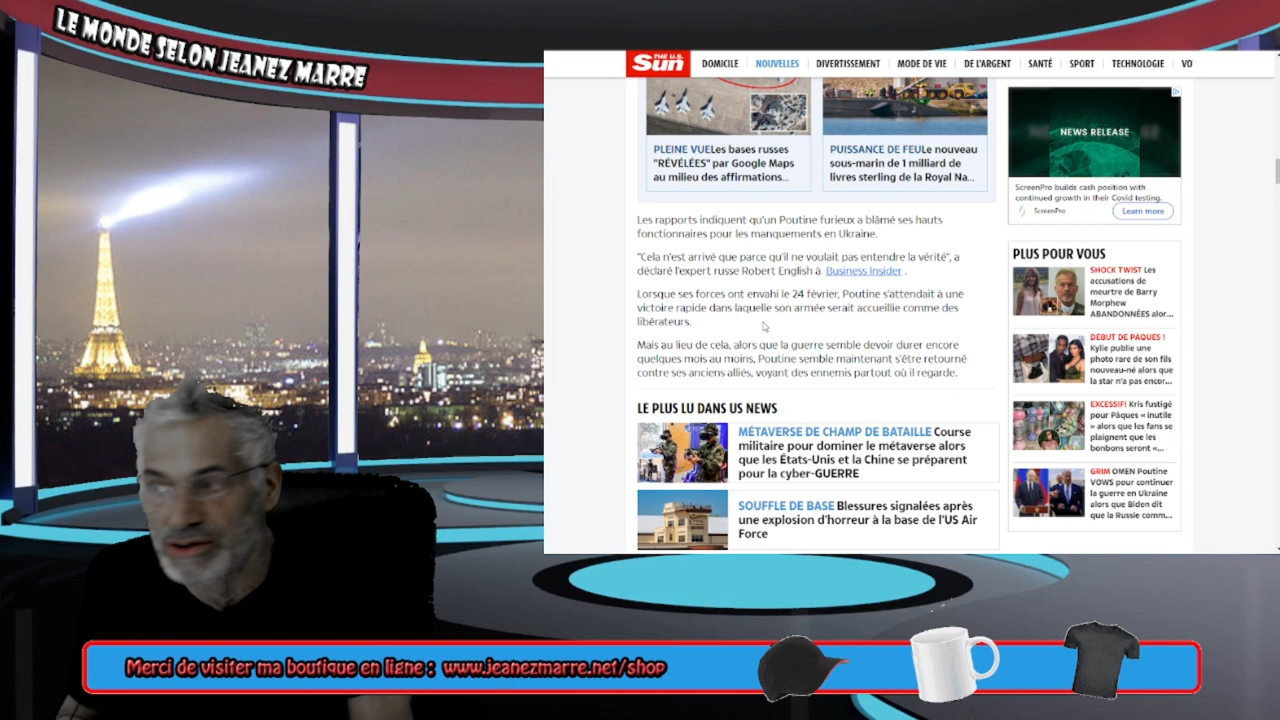 LE MONDE SELON JEANEZ MARRE
THE U.S. Sun
DOMICILE NOUVELLES DIVERTISSEMENT MODE DE VIE DE L'ARGENT SANTÉ SPORT TECHNOLOGIE VO
PLEINE VUELes bases russes
"RÉVÉLÉES" par Google Maps
au milieu des affirmations...
PUISSANCE DE FEULe nouveau
sous-marin de 1 milliard de
livres sterling de la Royal Na...
Les rapports indiquent qu'un Poutine furieux a blâmé ses hauts
fonctionnaires pour les manquements en Ukraine.
"Cela n'est arrivé que parce qu'il ne voulait pas entendre la vérité", a
déclaré l'expert russe Robert English à Business Insider .
Lorsque ses forces ont envahi le 24 février, Poutine s'attendait à une
victoire rapide dans laquelle son armée serait accueillie comme des
libérateurs.
Mais au lieu de cela, alors que la guerre semble devoir durer encore
quelques mois au moins, Poutine semble maintenant s'être retourné
contre ses anciens alliés, voyant des ennemis partout où il regarde.
LE PLUS LU DANS US NEWS
MÉTAVERSE DE CHAMP DE BATAILLE Course
militaire pour dominer le métaverse alors
que les États-Unis et la Chine se préparent
pour la cyber-GUERRE
SOUFFLE DE BASE Blessures signalées après
une explosion d'horreur à la base de l'US Air
Force
NEWS RELEASE
ScreenPro builds cash position with
continued growth in their Covid testing.
ScreenPro
Learn more
PLUS POUR VOUS
SHOCK TWIST Les
accusations de
meurtre de Barry
Morphew
ABANDONNÉES alor...
DÉBUT DE PÂQUES !
Kylie publie une
photo rare de son fils
nouveau-né alors que
la star n'a pas encor...
EXCESSIF! Kris fustigé
pour Pâques « inutile
» alors que les fans se
plaignent que les
bonbons seront «...
GRIM OMEN Poutine
VOWS pour continuer
la guerre en Ukraine
alors que Biden dit
que la Russie comm...
Merci de visiter ma boutique en ligne : www.jeanezmarre.net/shop